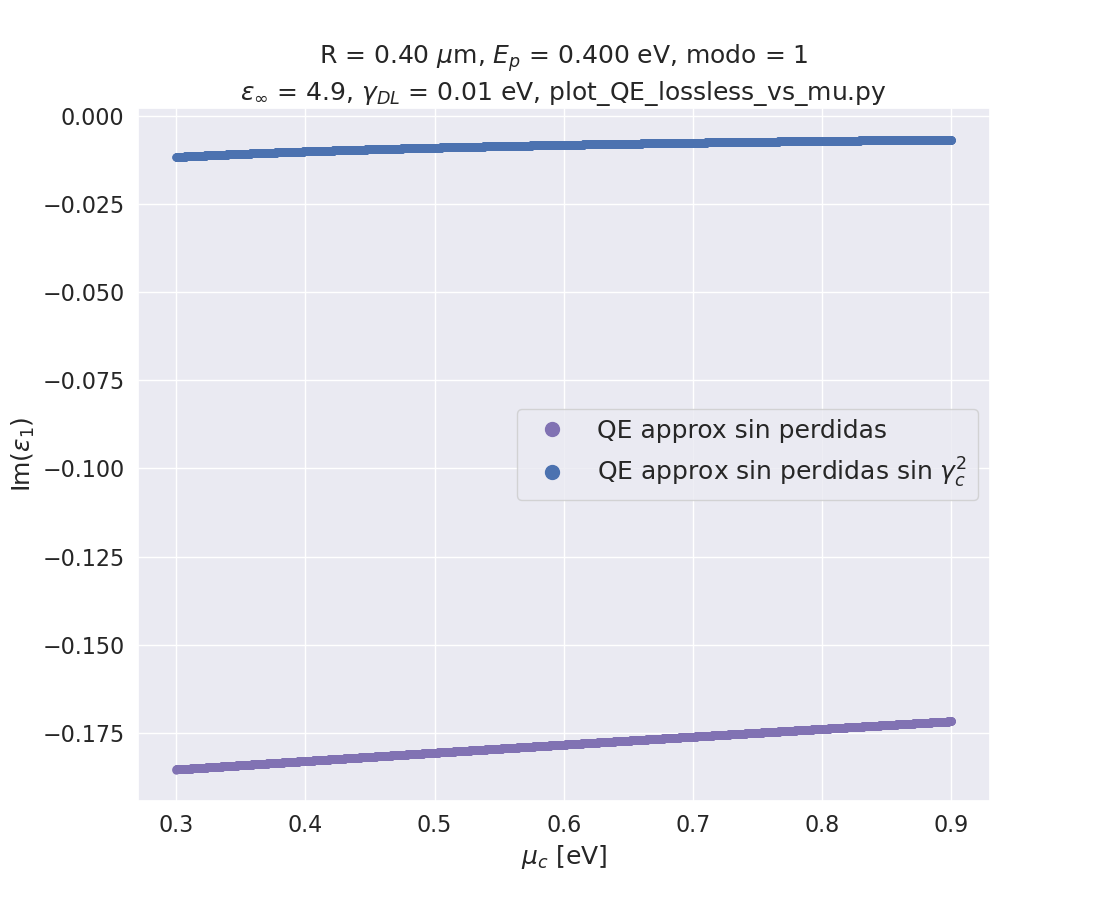 R = 0.40 μm, E_p = 0.400 eV, modo = 1
ε_∞ = 4.9, γ_DL = 0.01 eV, plot_QE_lossless_vs_mu.py
0.000
−0.025
−0.050
−0.075
−0.100
−0.125
−0.150
−0.175
Im(ε_1)
QE approx sin perdidas
QE approx sin perdidas sin γ_c^2
0.3 0.4 0.5 0.6 0.7 0.8 0.9
μ_c [eV]